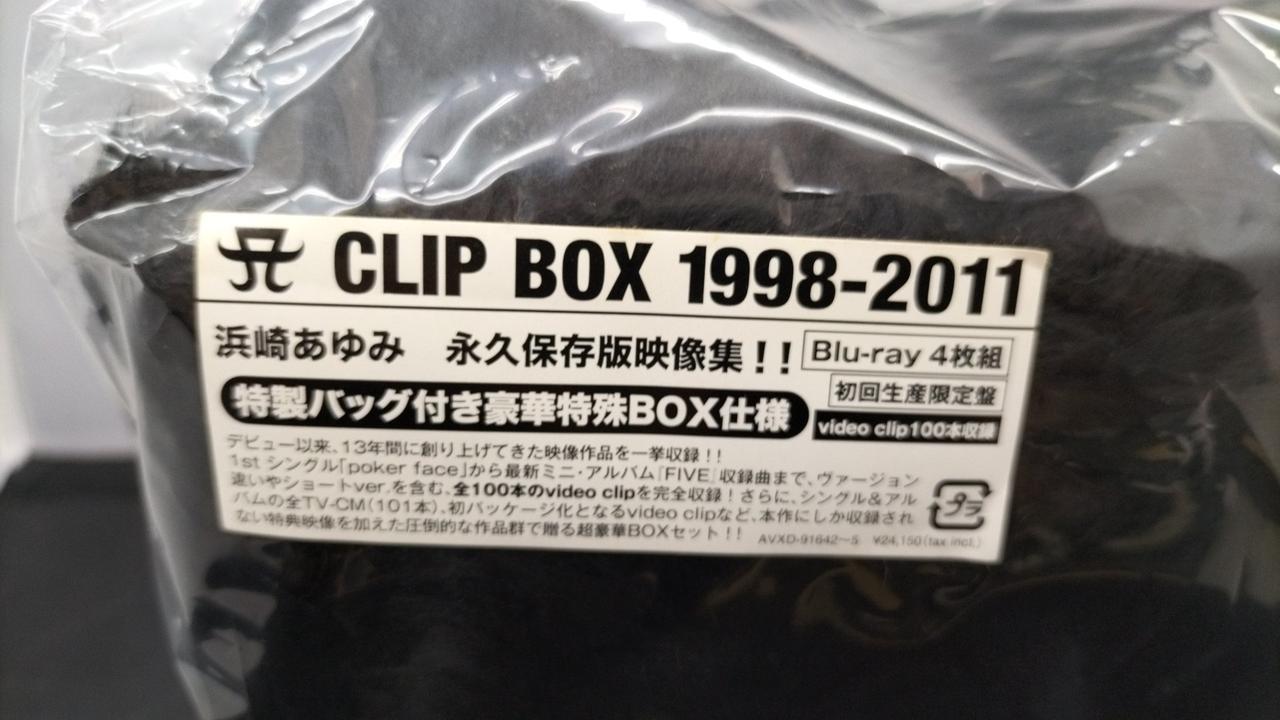 CLIP BOX 1998-2011
浜崎あゆみ 永久保存版映像集!!
Blu-ray 4枚組
初回生産限定盤
特製バッグ付き豪華特殊BOX仕様
video clip100本収録
デビュー以来、13年間に創り上げてきた映像作品を一挙収録!!
1st シングル「poker face」から最新ミニ・アルバム「FIVE」収録曲まで、ヴァージョン
違いやショートver.を含む、全100本のvideo clipを完全収録!さらに、シングル&アル
バムの全TV-CM(101本)、初パッケージ化となるvideo clipなど、本作にしか収録され
ない特典映像を加えた圧倒的な作品群で贈る超豪華BOXセット!!
プラ
AVXD-91642〜5 ¥24,150(tax incl.)